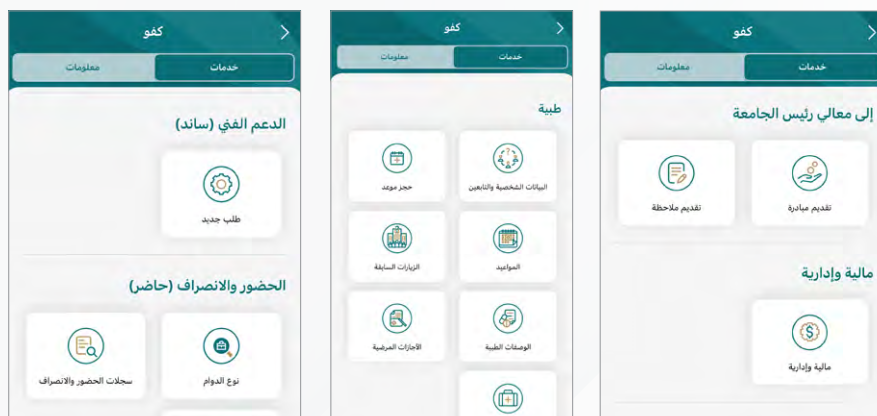 كفو
خدمات
معلومات
إلى معالي رئيس الجامعة
تقديم مبادرة
تقديم ملاحظة
مالية وإدارية
مالية وإدارية
كفو
خدمات
معلومات
طبية
البيانات الشخصية والتابعين
حجز موعد
المواعيد
الزيارات السابقة
الوصفات الطبية
الأجازات المرضية
كفو
خدمات
معلومات
الدعم الفني (ساند)
طلب جديد
الحضور والانصراف (حاضر)
نوع الدوام
سجلات الحضور والانصراف